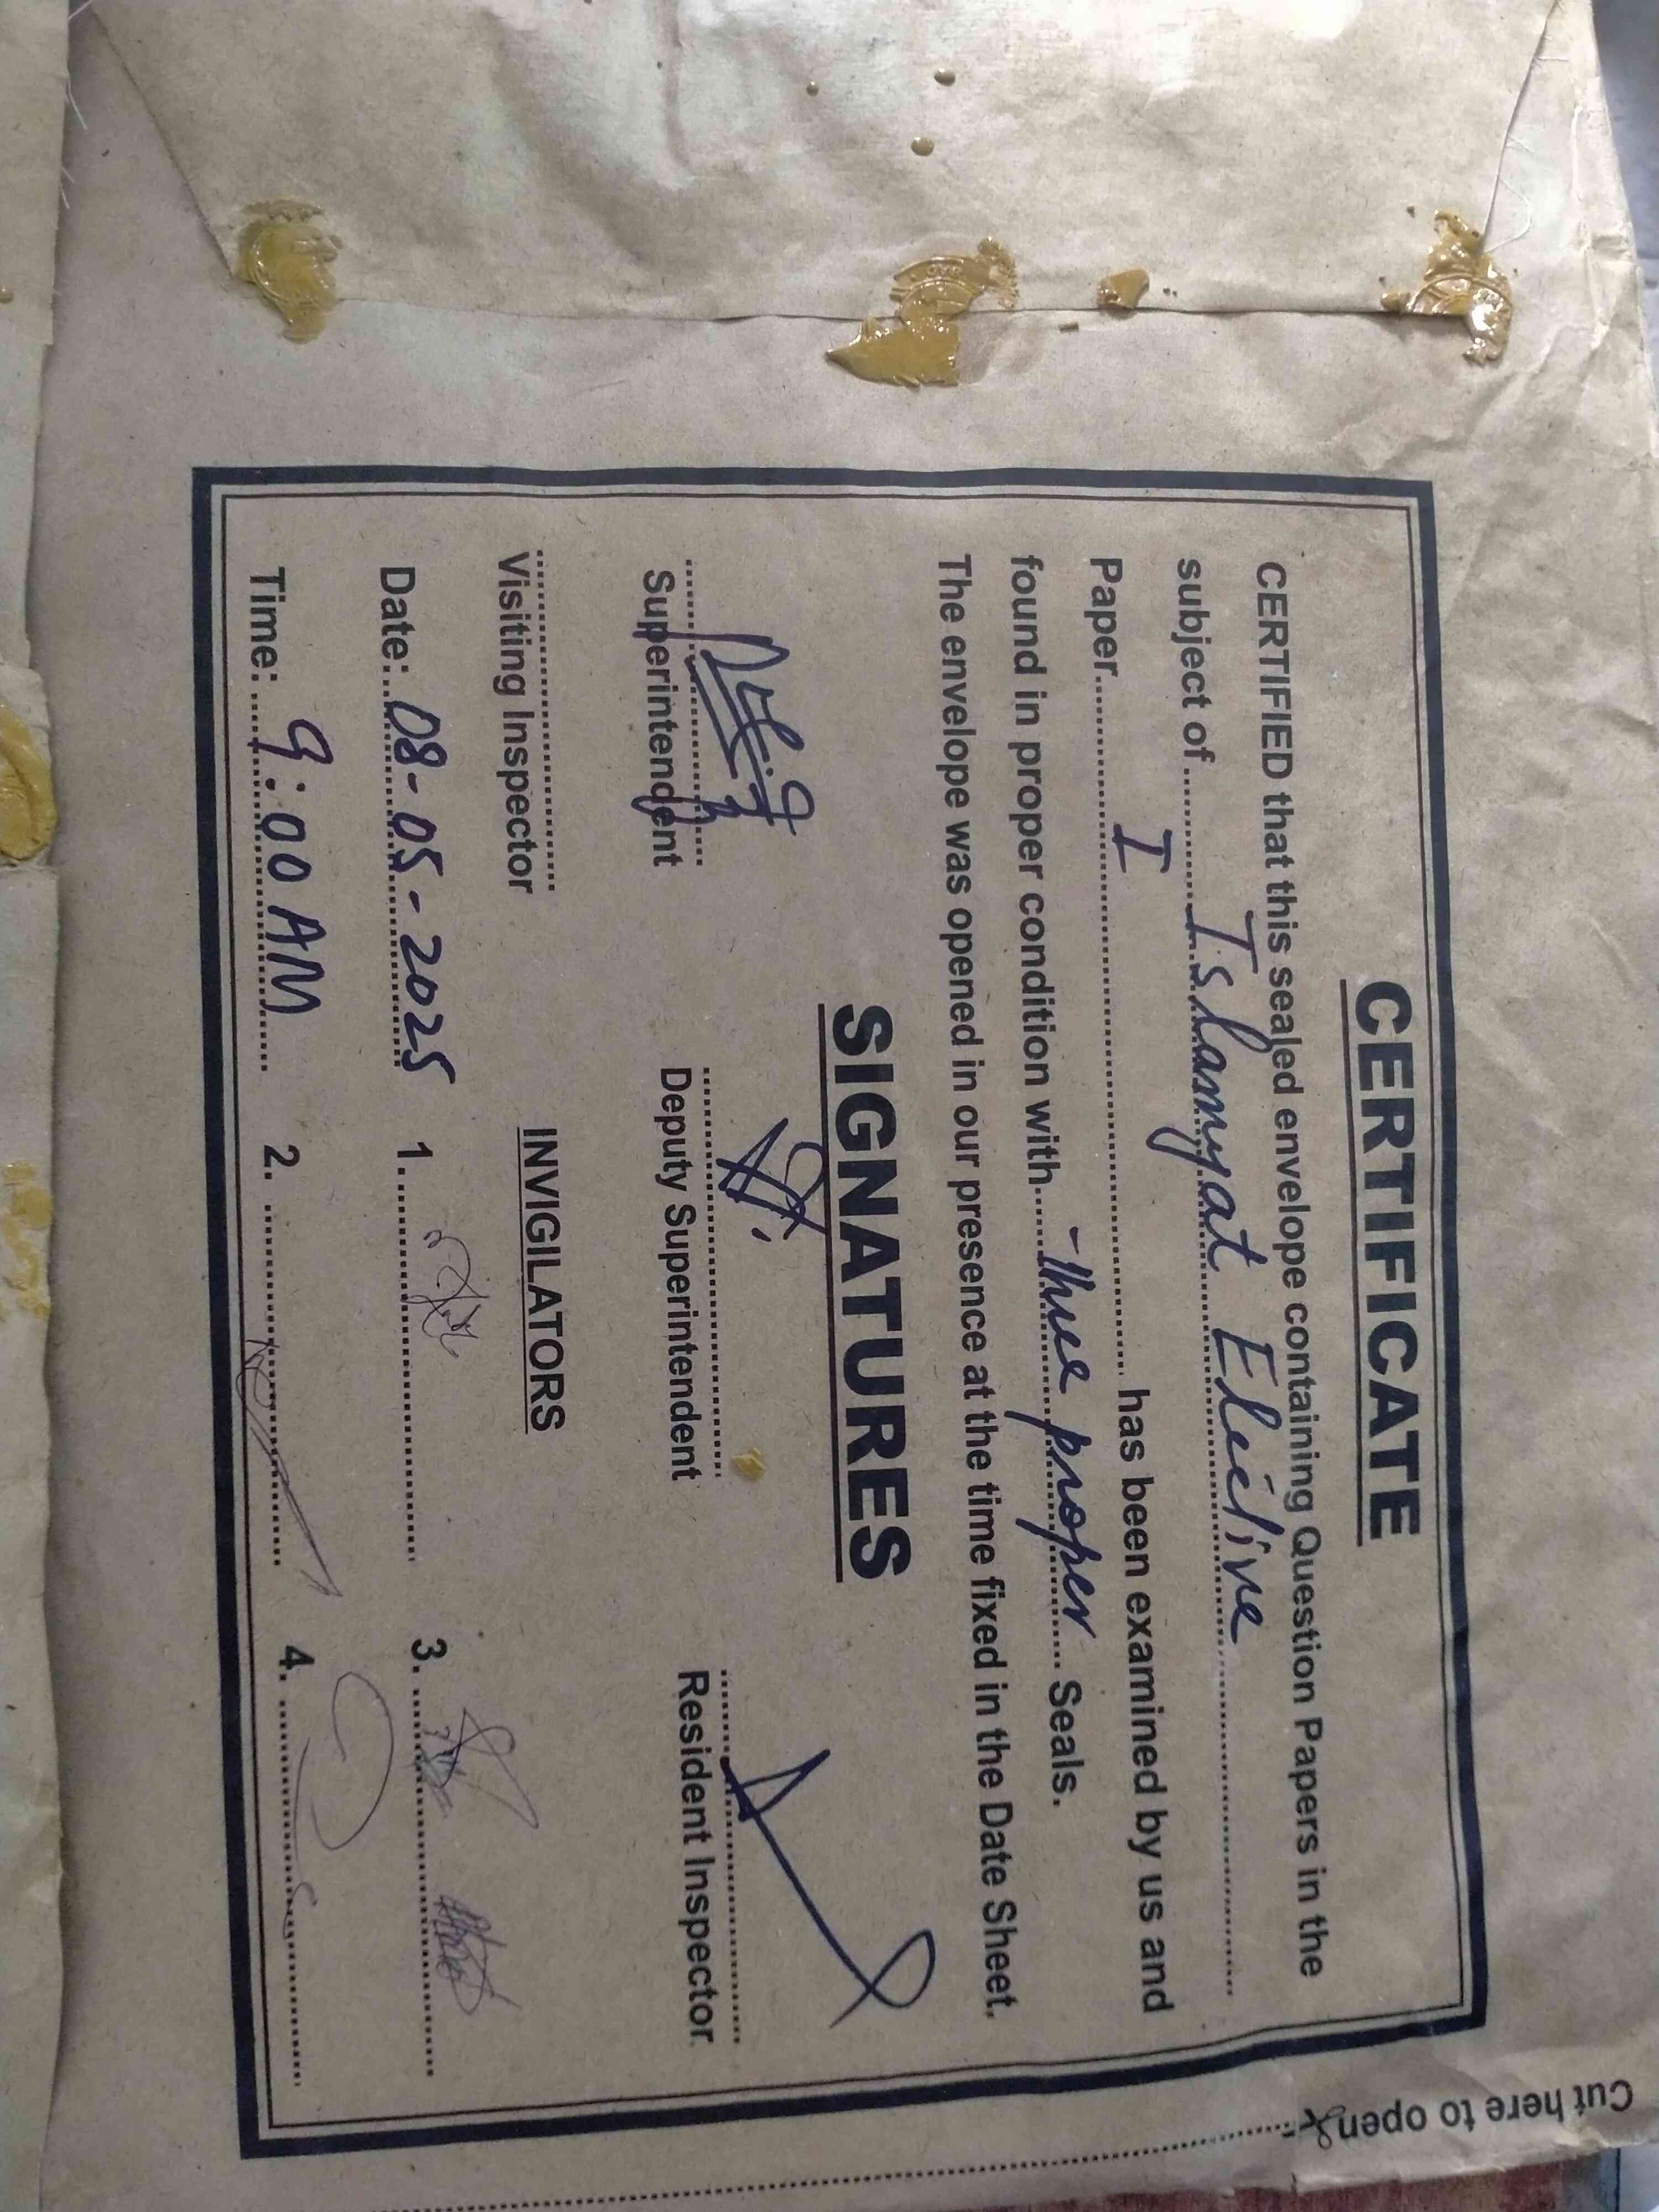 CERTIFICATE
CERTIFIED that this sealed envelope containing Question Papers in the
subject of Islamyat Elective
Paper I has been examined by us and
found in proper condition with three proper Seals.
The envelope was opened in our presence at the time fixed in the Date Sheet.
SIGNATURES
Superintendent Deputy Superintendent Resident Inspector
Visiting Inspector INVIGILATORS
Date: 08-05-2025 1. 3.
Time: 9:00 AM 2. 4.
Cut here to open